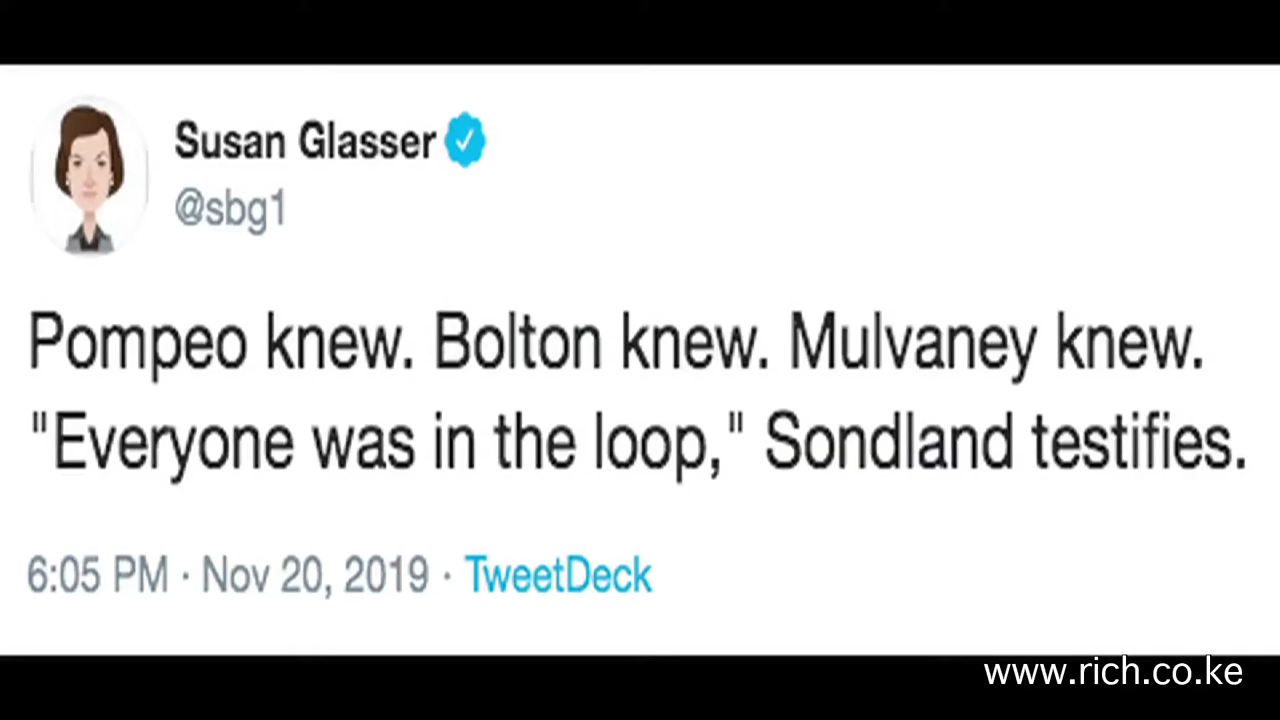 Susan Glasser
@sbg1
Pompeo knew. Bolton knew. Mulvaney knew.
"Everyone was in the loop," Sondland testifies.
6:05 PM · Nov 20, 2019 · TweetDeck
www.rich.co.ke